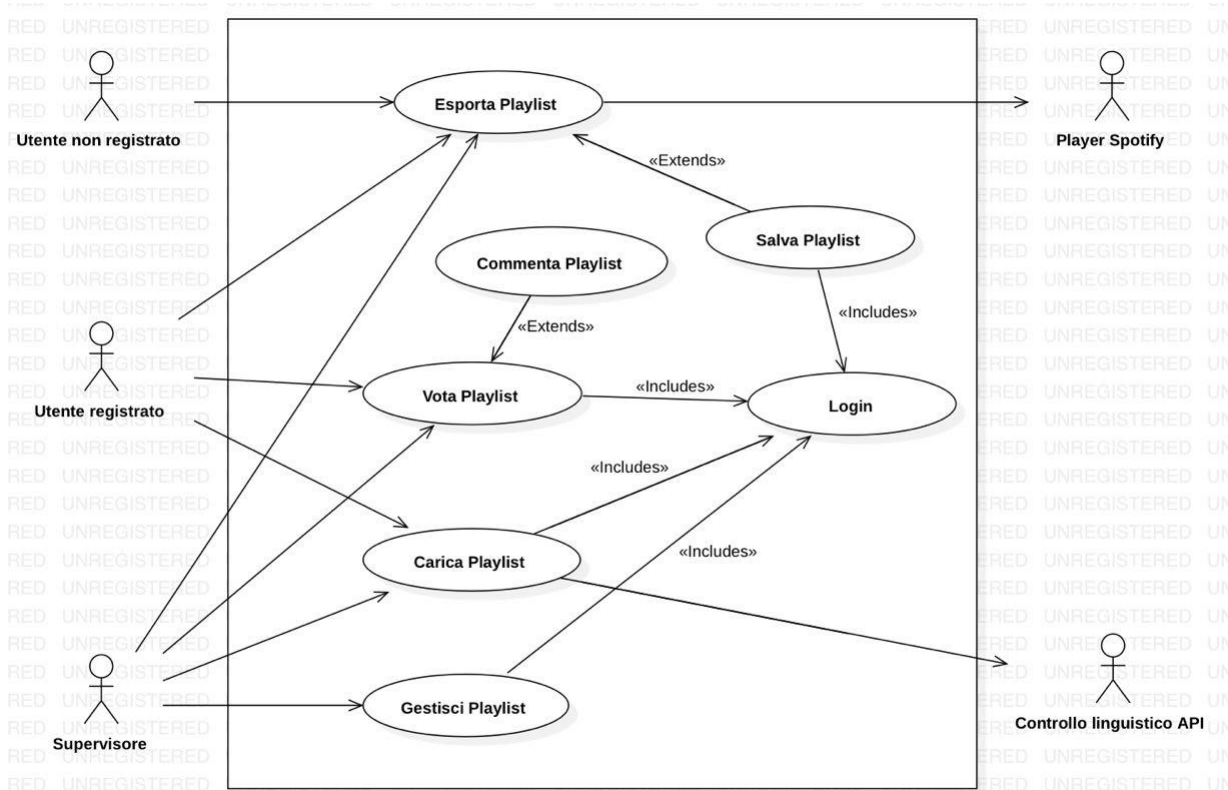 Utente non registrato
Esporta Playlist
Player Spotify
«Extends»
Salva Playlist
Commenta Playlist
«Includes»
«Extends»
Utente registrato
Vota Playlist
«Includes»
Login
«Includes»
«Includes»
Carica Playlist
Supervisore
Gestisci Playlist
Controllo linguistico API
UNREGISTERED